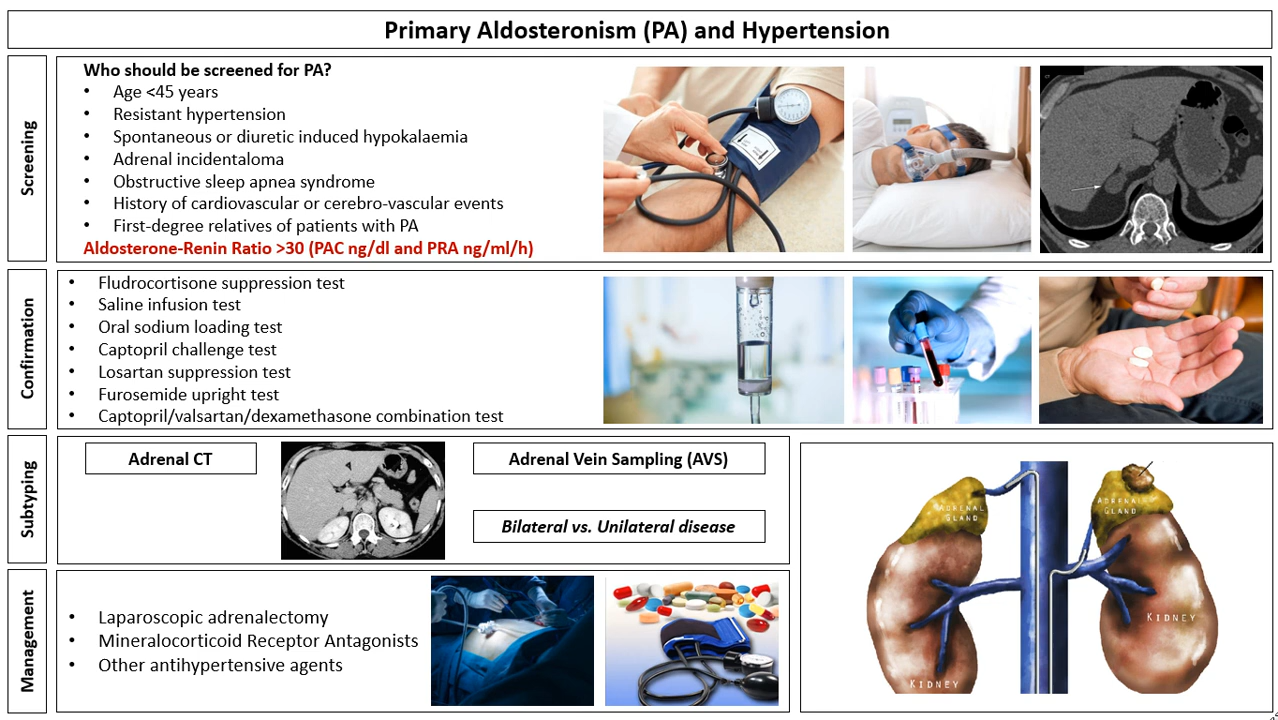 Primary Aldosteronism (PA) and Hypertension
Screening
Who should be screened for PA?
• Age <45 years
• Resistant hypertension
• Spontaneous or diuretic induced hypokalaemia
• Adrenal incidentaloma
• Obstructive sleep apnea syndrome
• History of cardiovascular or cerebro-vascular events
• First-degree relatives of patients with PA
Aldosterone-Renin Ratio >30 (PAC ng/dl and PRA ng/ml/h)
Confirmation
• Fludrocortisone suppression test
• Saline infusion test
• Oral sodium loading test
• Captopril challenge test
• Losartan suppression test
• Furosemide upright test
• Captopril/valsartan/dexamethasone combination test
Subtyping
Adrenal CT
Adrenal Vein Sampling (AVS)
Bilateral vs. Unilateral disease
Management
• Laparoscopic adrenalectomy
• Mineralocorticoid Receptor Antagonists
• Other antihypertensive agents
ADRENAL
GLAND
ADRENAL
GLAND
KIDNEY
KIDNEY